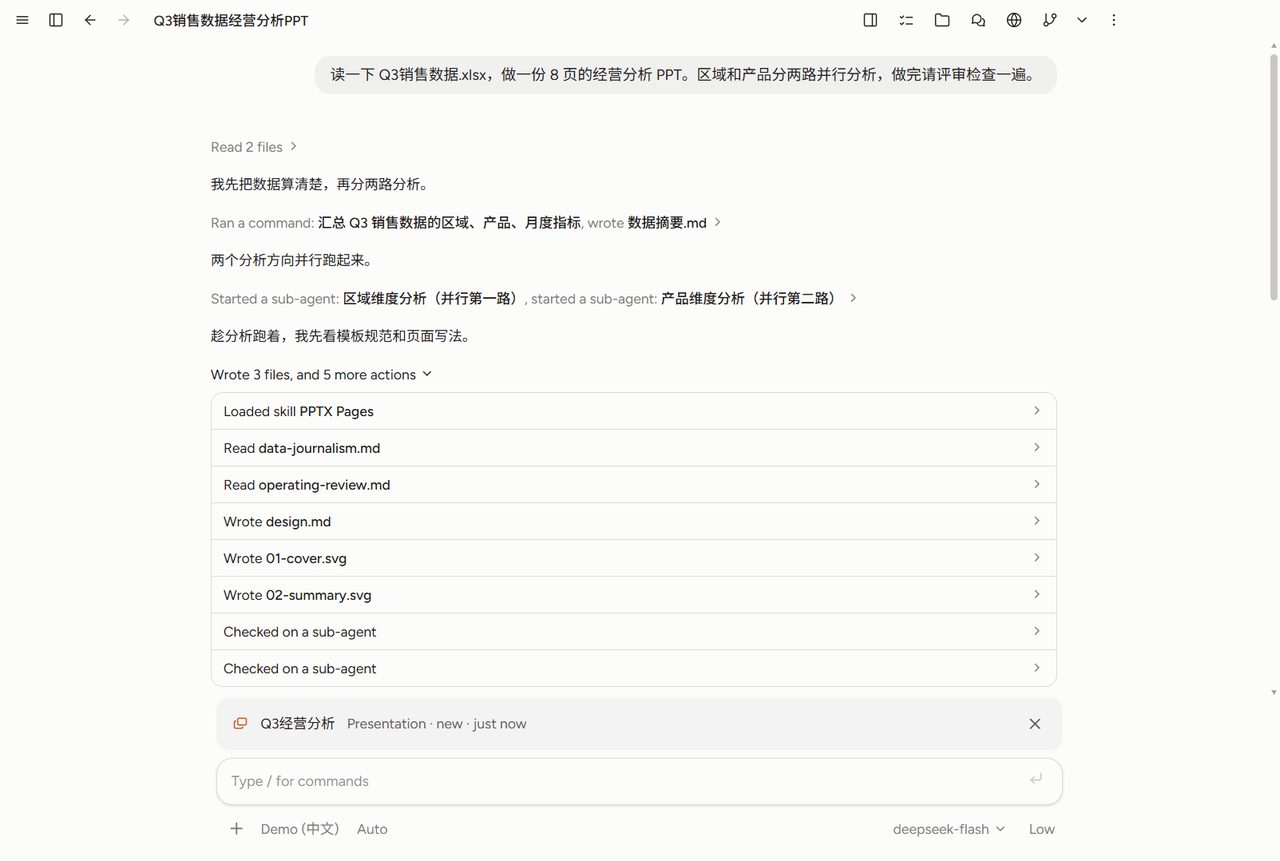 Q3销售数据经营分析PPT
读一下 Q3销售数据.xlsx，做一份 8 页的经营分析 PPT。区域和产品分两路并行分析，做完请评审检查一遍。
Read 2 files
我先把数据算清楚，再分两路分析。
Ran a command: 汇总 Q3 销售数据的区域、产品、月度指标, wrote 数据摘要.md
两个分析方向并行跑起来。
Started a sub-agent: 区域维度分析（并行第一路）, started a sub-agent: 产品维度分析（并行第二路）
趁分析跑着，我先看模板规范和页面写法。
Wrote 3 files, and 5 more actions
Loaded skill PPTX Pages
Read data-journalism.md
Read operating-review.md
Wrote design.md
Wrote 01-cover.svg
Wrote 02-summary.svg
Checked on a sub-agent
Checked on a sub-agent
Q3经营分析 Presentation · new · just now
Type / for commands
Demo (中文) Auto deepseek-flash Low